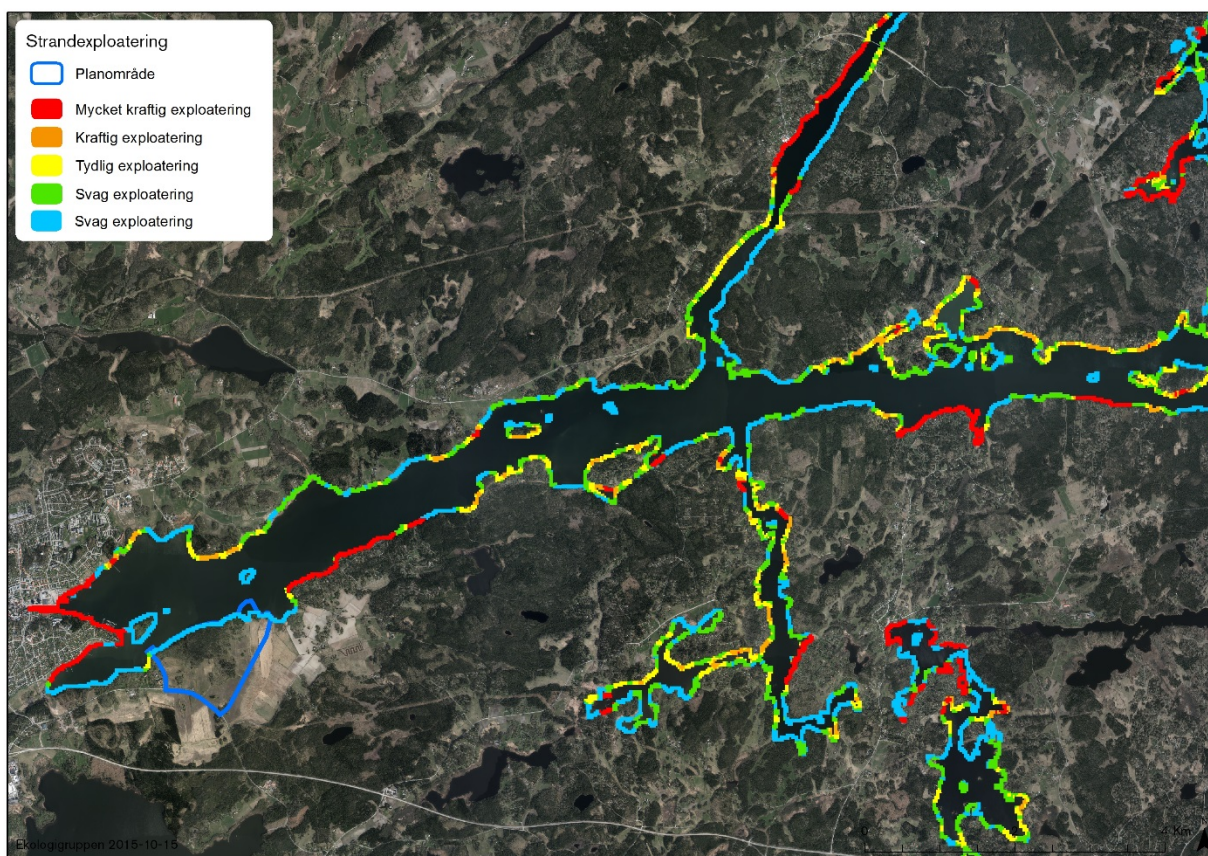 Strandexploatering
Planområde
Mycket kraftig exploatering
Kraftig exploatering
Tydlig exploatering
Svag exploatering
Svag exploatering
0 4 Km
Ekologigruppen 2015-10-15